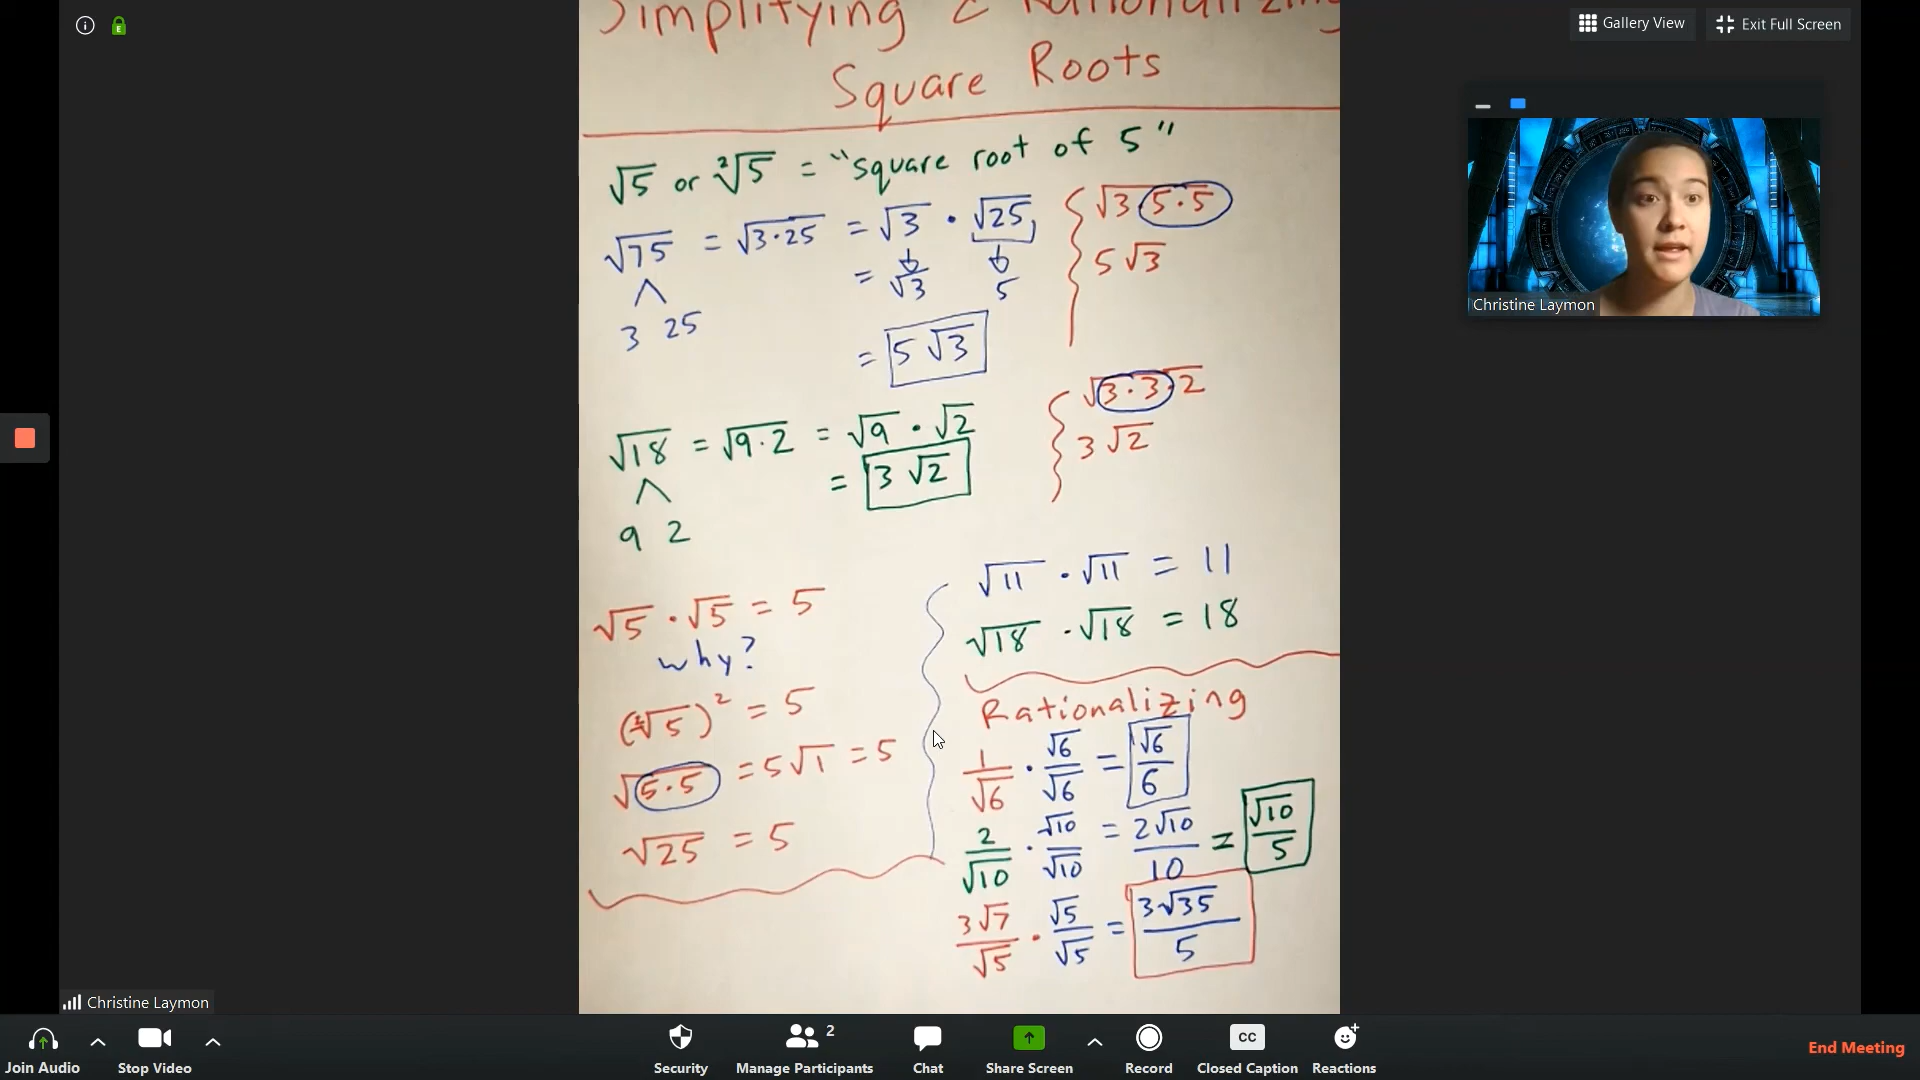 Gallery View
Exit Full Screen
Simplifying & Rationalizing
Square Roots
√5 or ²√5 = "square root of 5"
√75 = √3·25 = √3 · √25
= √3 5
3 25
= 5√3
√3·5·5
5√3
√18 = √9·2 = √9 · √2
= 3√2
9 2
√3·3·2
3√2
√5 · √5 = 5
why?
(²√5)² = 5
√5·5 = 5√1 = 5
√25 = 5
√11 · √11 = 11
√18 · √18 = 18
Rationalizing
1/√6 · √6/√6 = √6/6
2/√10 · √10/√10 = 2√10/10 = √10/5
3√7/√5 · √5/√5 = 3√35/5
Christine Laymon
Christine Laymon
Join Audio
Stop Video
Security
Manage Participants 2
Chat
Share Screen
Record
CC
Closed Caption
Reactions
End Meeting